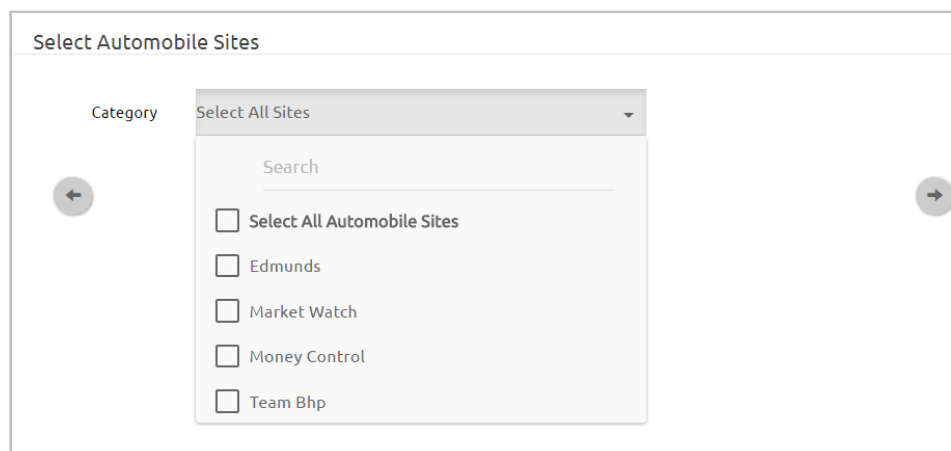 Select Automobile Sites
Category
Select All Sites
Search
Select All Automobile Sites
Edmunds
Market Watch
Money Control
Team Bhp